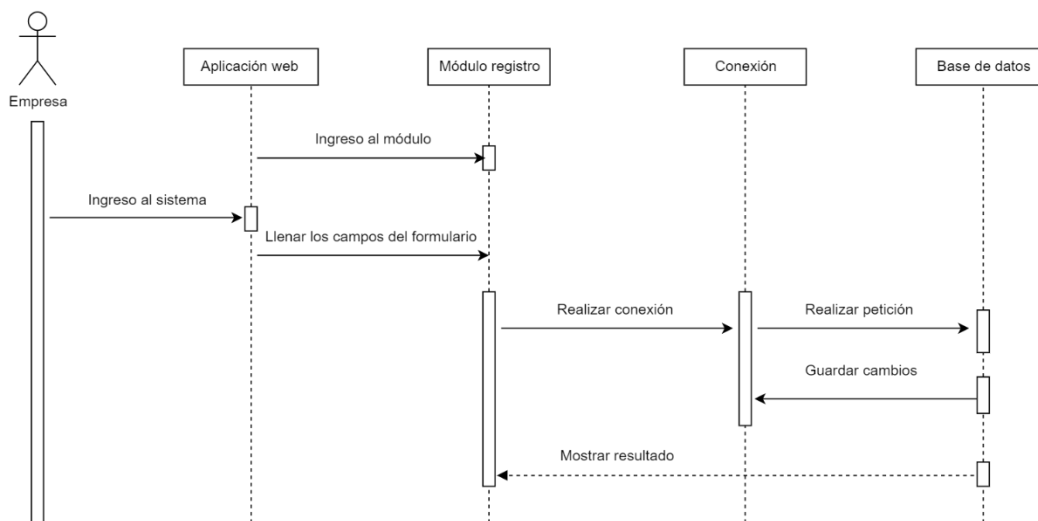 Empresa
Aplicación web
Módulo registro
Conexión
Base de datos
Ingreso al módulo
Ingreso al sistema
Llenar los campos del formulario
Realizar conexión
Realizar petición
Guardar cambios
Mostrar resultado